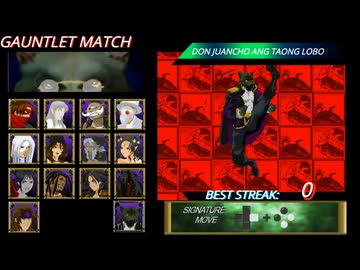 GAUNTLET MATCH
DON JUANCHO ANG TAONG LOBO
BEST STREAK: 0
SIGNATURE
MOVE
+